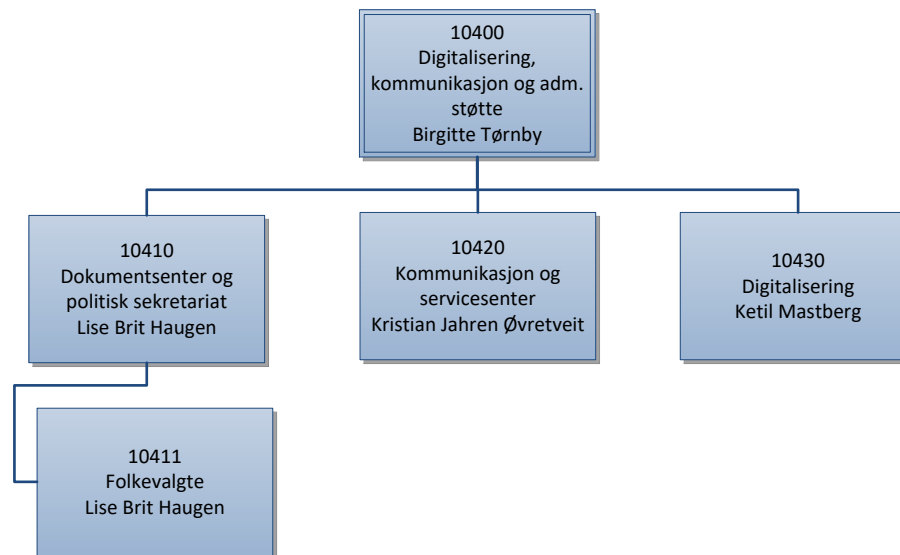 10400
Digitalisering,
kommunikasjon og adm.
støtte
Birgitte Tørnby
10410
Dokumentsenter og
politisk sekretariat
Lise Brit Haugen
10420
Kommunikasjon og
servicesenter
Kristian Jahren Øvretveit
10430
Digitalisering
Ketil Mastberg
10411
Folkevalgte
Lise Brit Haugen